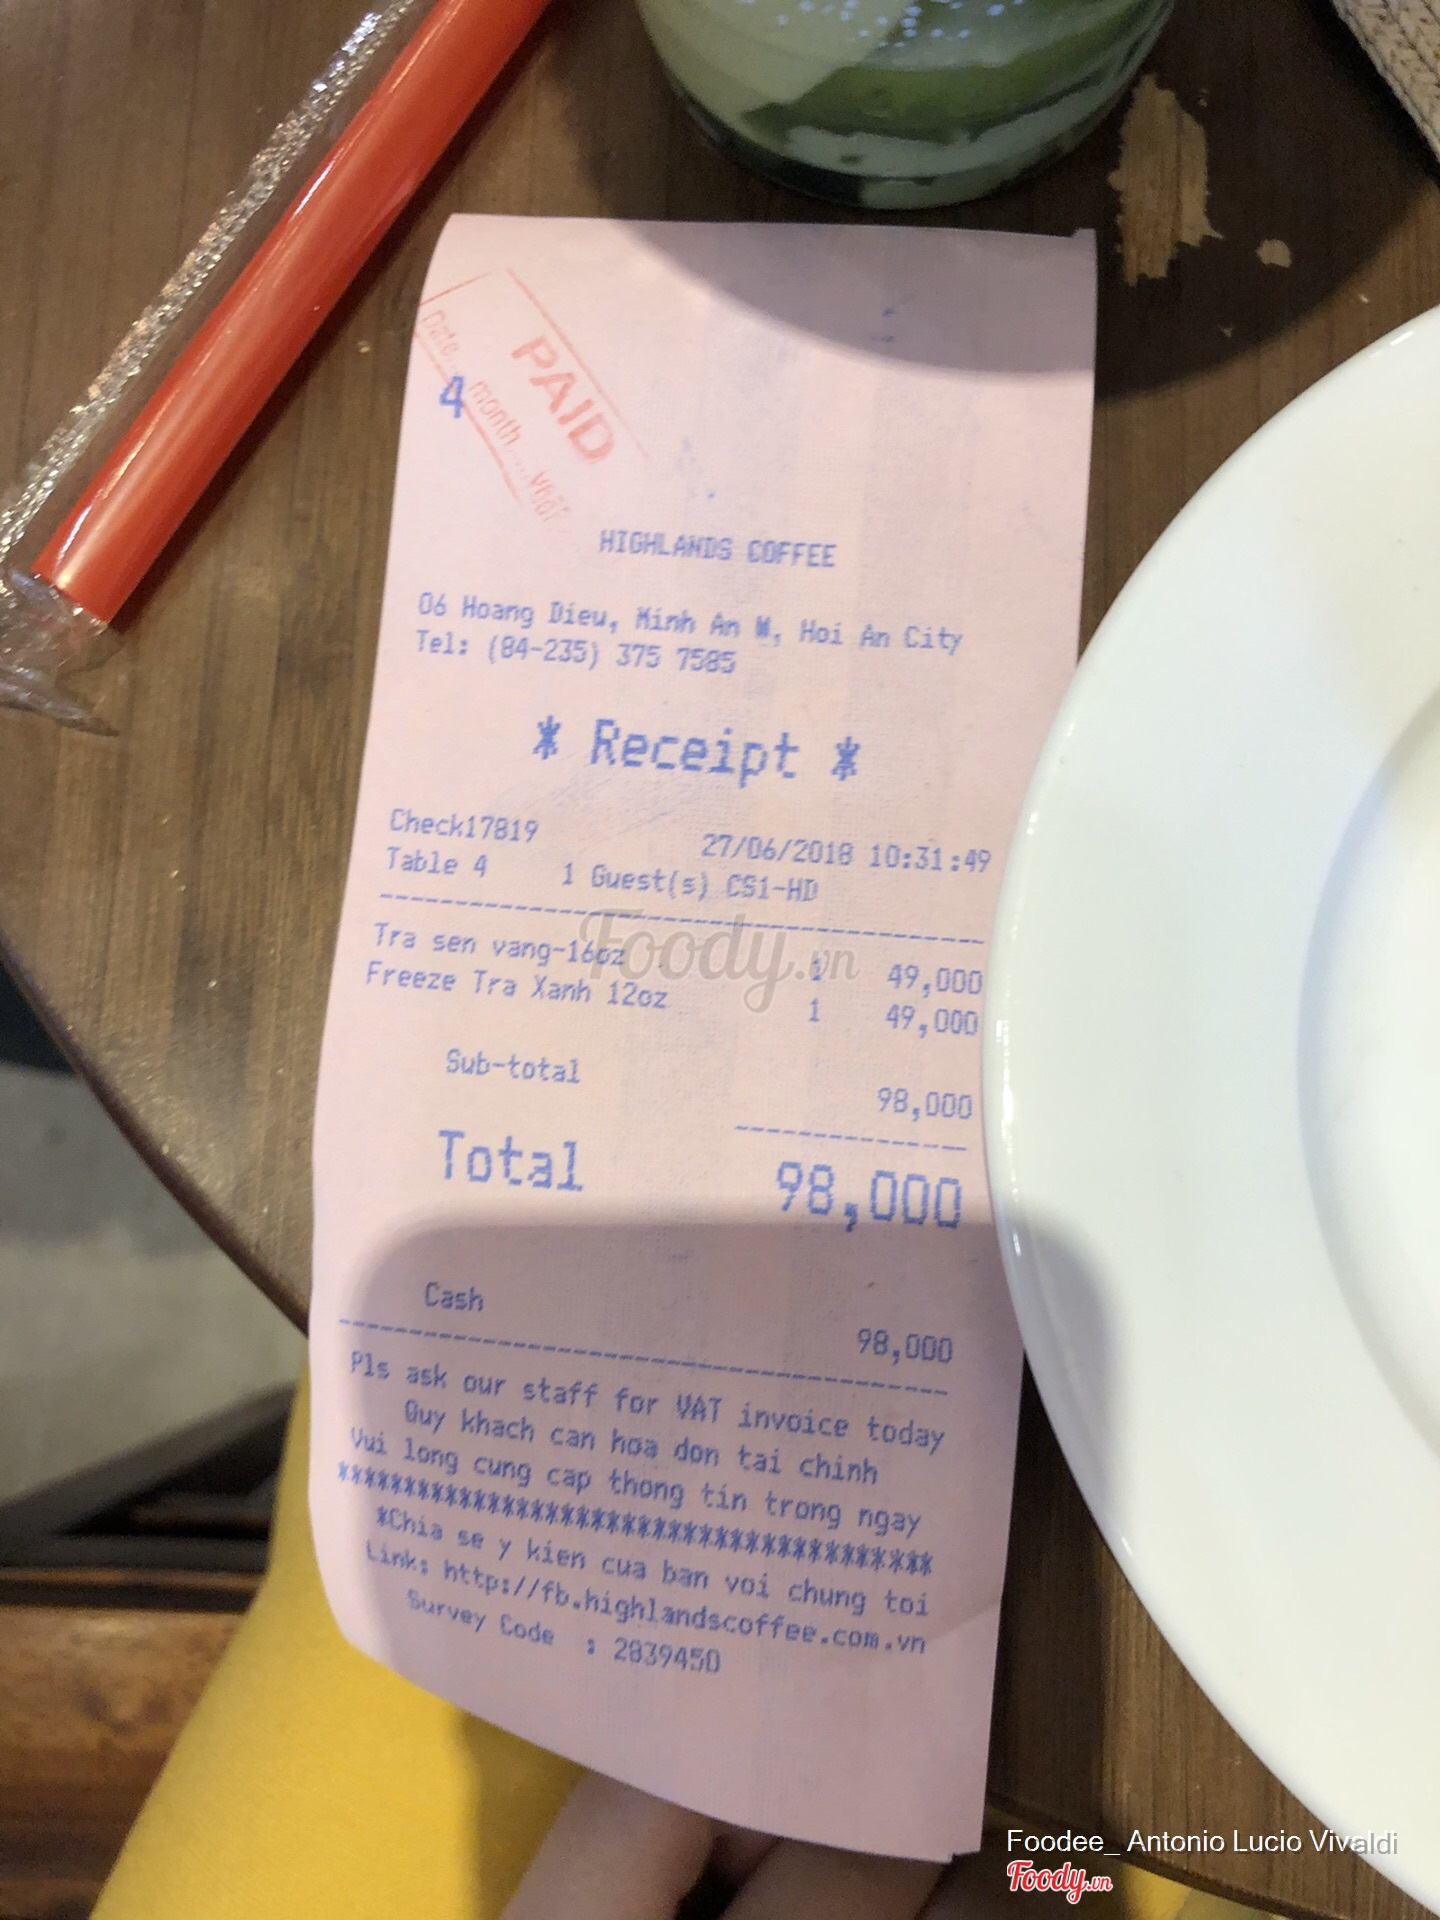 PAID
Date... month... year
4
HIGHLANDS COFFEE
06 Hoang Dieu, Minh An W, Hoi An City
Tel: (84-235) 375 7585
* Receipt *
Check17819 27/06/2018 10:31:49
Table 4 1 Guest(s) CS1-HD
Tra sen vang-16oz 1 49,000
Freeze Tra Xanh 12oz 1 49,000
Sub-total 98,000
Total 98,000
Cash 98,000
Pls ask our staff for VAT invoice today
Quy khach can hoa don tai chinh
Vui long cung cap thong tin trong ngay
***************************************
*Chia se y kien cua ban voi chung toi
Link: http://fb.highlandscoffee.com.vn
Survey Code : 2839450
Foody.vn
Foodee_ Antonio Lucio Vivaldi
Foody.vn